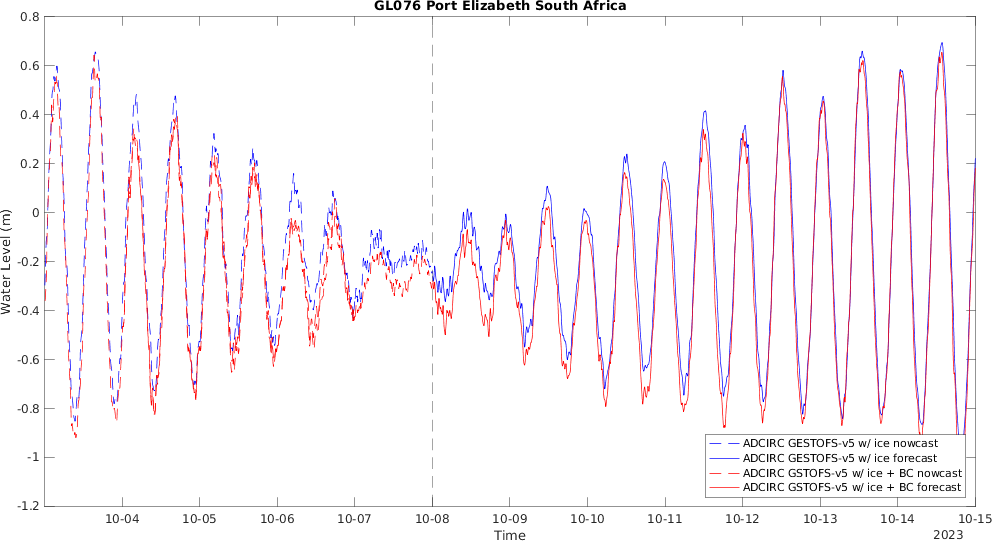 GL076 Port Elizabeth South Africa
0.8
0.6
0.4
0.2
0
-0.2
-0.4
-0.6
-0.8
-1
-1.2
Water Level (m)
ADCIRC GESTOFS-v5 w/ ice nowcast
ADCIRC GESTOFS-v5 w/ ice forecast
ADCIRC GSTOFS-v5 w/ ice + BC nowcast
ADCIRC GSTOFS-v5 w/ ice + BC forecast
10-04 10-05 10-06 10-07 10-08 10-09 10-10 10-11 10-12 10-13 10-14 10-15
Time
2023